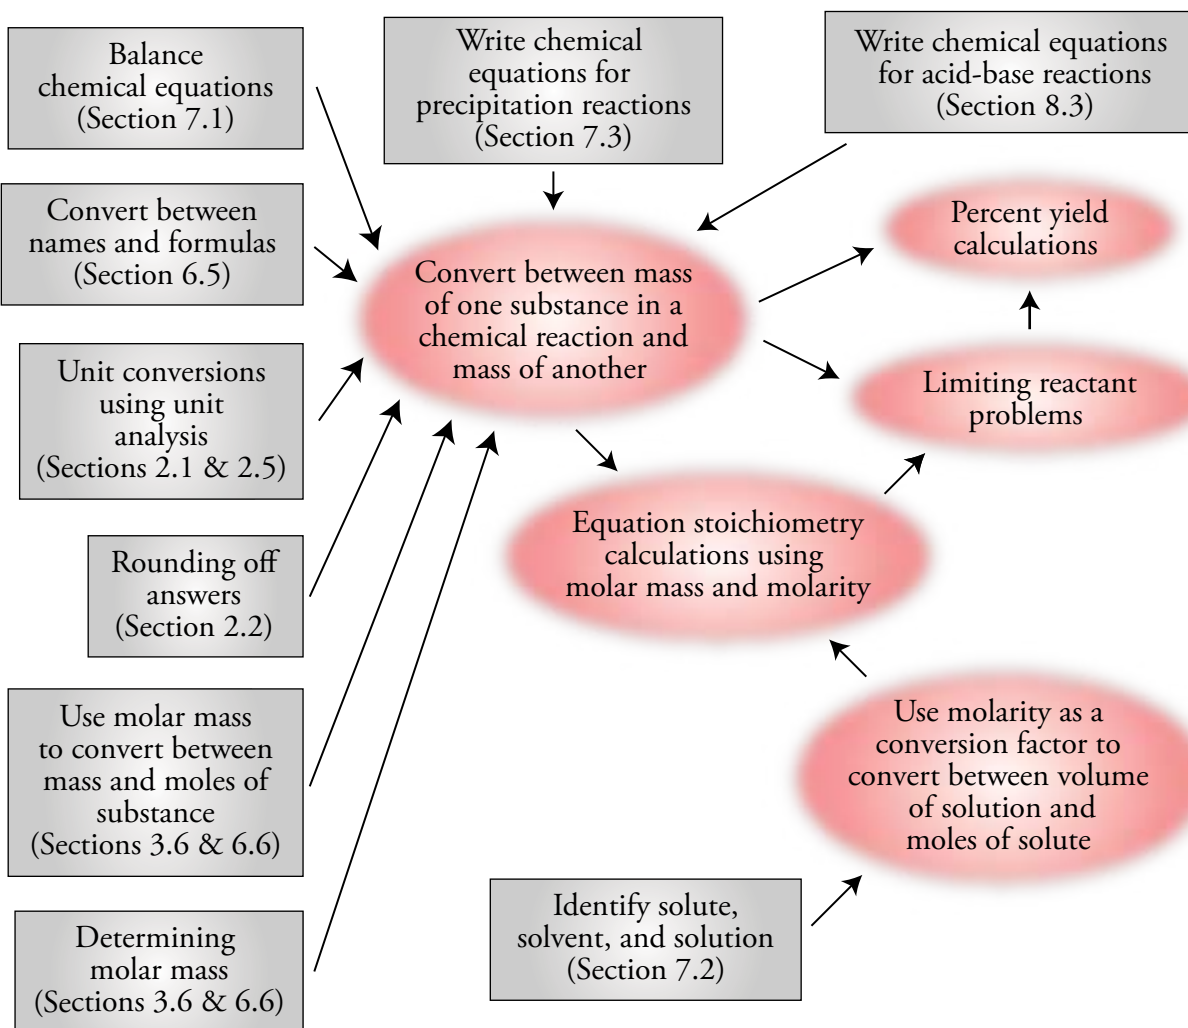 Balance
chemical equations
(Section 7.1)
Write chemical
equations for
precipitation reactions
(Section 7.3)
Write chemical equations
for acid-base reactions
(Section 8.3)
Convert between
names and formulas
(Section 6.5)
Percent yield
calculations
Convert between mass
of one substance in a
chemical reaction and
mass of another
Unit conversions
using unit
analysis
(Sections 2.1 & 2.5)
Limiting reactant
problems
Equation stoichiometry
calculations using
molar mass and molarity
Rounding off
answers
(Section 2.2)
Use molar mass
to convert between
mass and moles of
substance
(Sections 3.6 & 6.6)
Use molarity as a
conversion factor to
convert between volume
of solution and
moles of solute
Identify solute,
solvent, and solution
(Section 7.2)
Determining
molar mass
(Sections 3.6 & 6.6)